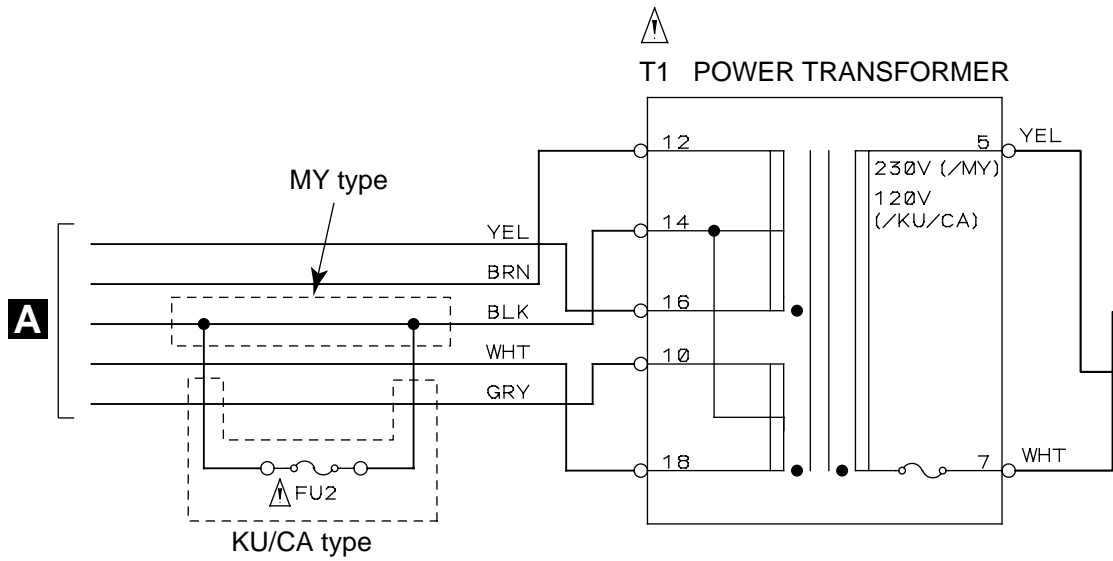 T1 POWER TRANSFORMER
12
5
YEL
230V (/MY)
MY type
120V
(/KU/CA)
14
YEL
BRN
A
BLK
16
WHT
10
GRY
18
7
WHT
FU2
KU/CA type